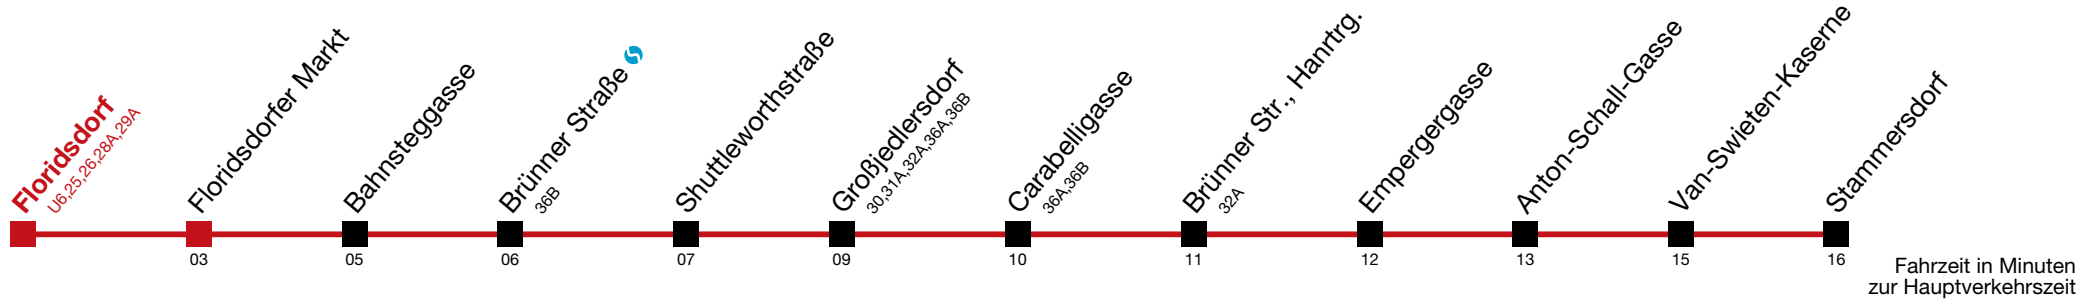 Floridsdorf
U6,25,26,28A,29A
Floridsdorfer Markt
03
Bahnsteggasse
05
Brünner Straße
36B
06
Shuttleworthstraße
07
Großjedlersdorf
30,31A,32A,36A,36B
09
Carabelligasse
36A,36B
10
Brünner Str., Hanrtrg.
32A
11
Empergergasse
12
Anton-Schall-Gasse
13
Van-Swieten-Kaserne
15
Stammersdorf
16
Fahrzeit in Minuten
zur Hauptverkehrszeit